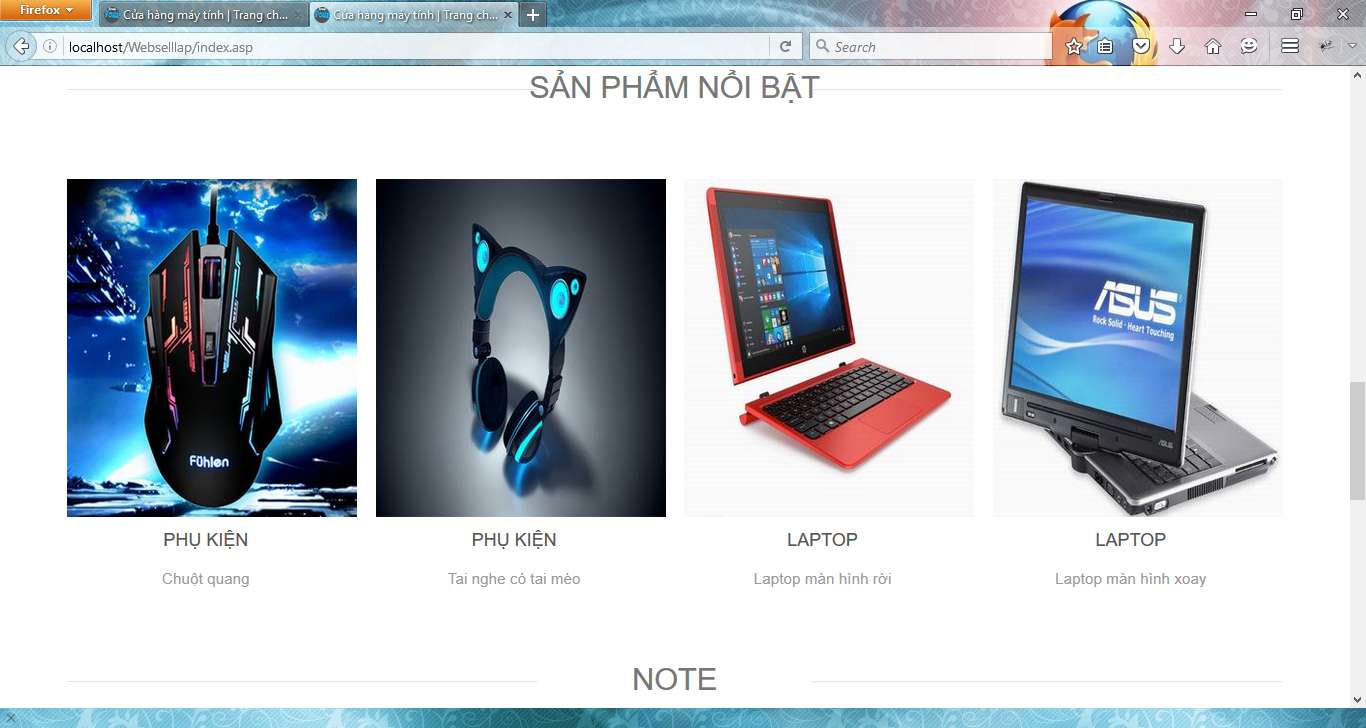 Firefox
Cửa hàng máy tính | Trang ch...
Cửa hàng máy tính | Trang ch...
localhost/Webselllap/index.asp
Search
SẢN PHẨM NỔI BẬT
Fühlen
ASUS
Rock Solid · Heart Touching
ASUS
PHỤ KIỆN
PHỤ KIỆN
LAPTOP
LAPTOP
Chuột quang
Tai nghe có tai mèo
Laptop màn hình rời
Laptop màn hình xoay
NOTE